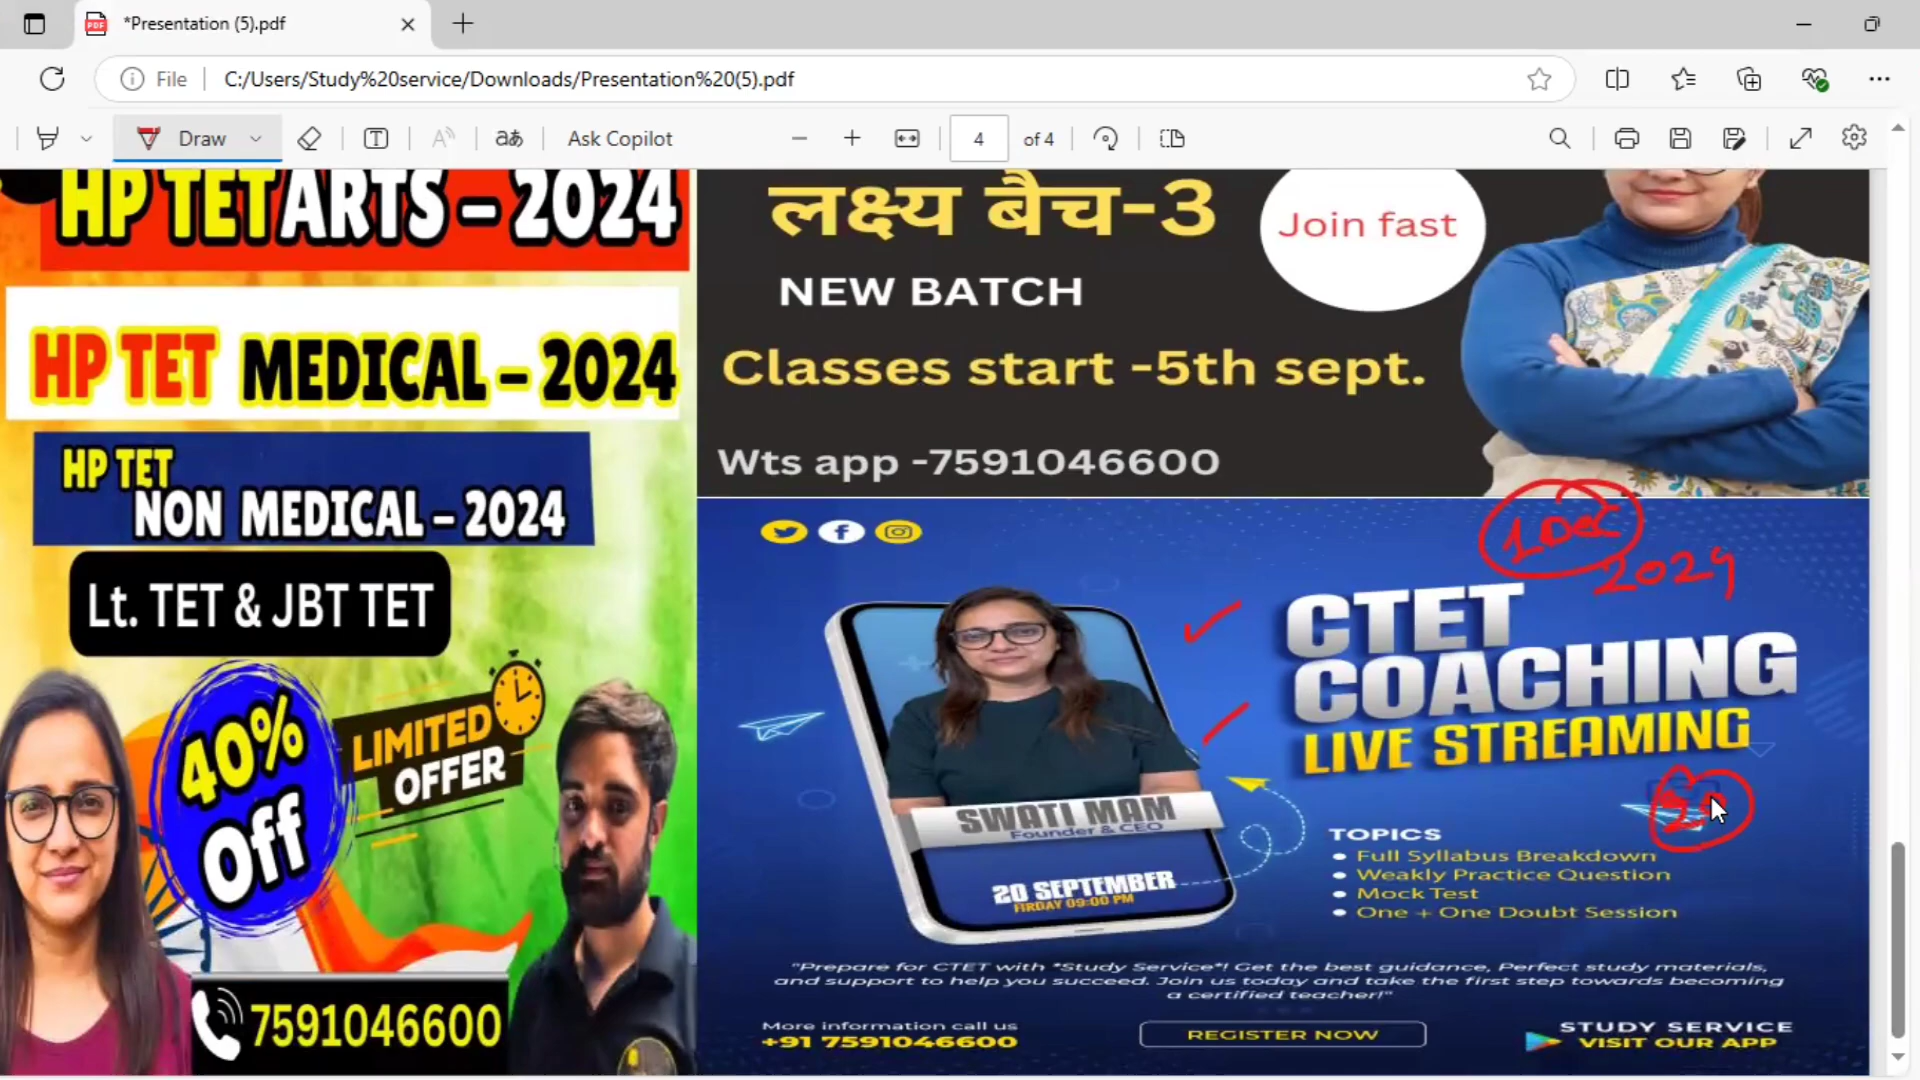 *Presentation (5).pdf
File
C:/Users/Study%20service/Downloads/Presentation%20(5).pdf
Draw
Ask Copilot
4 of 4
HP TET ARTS – 2024
HP TET MEDICAL – 2024
HP TET
NON MEDICAL – 2024
Lt. TET & JBT TET
40%
Off
LIMITED
OFFER
7591046600
लक्ष्य बैच-3
Join fast
NEW BATCH
Classes start -5th sept.
Wts app -7591046600
1 Dec
2024
CTET
COACHING
LIVE STREAMING
SWATI MAM
Founder & CEO
20 SEPTEMBER
FIRDAY 09:00 PM
TOPICS
Full Syllabus Breakdown
Weakly Practice Question
Mock Test
One + One Doubt Session
"Prepare for CTET with *Study Service*! Get the best guidance, Perfect study materials,
and support to help you succeed. Join us today and take the first step towards becoming
a certified teacher!"
More information call us
+91 7591046600
REGISTER NOW
STUDY SERVICE
VISIT OUR APP